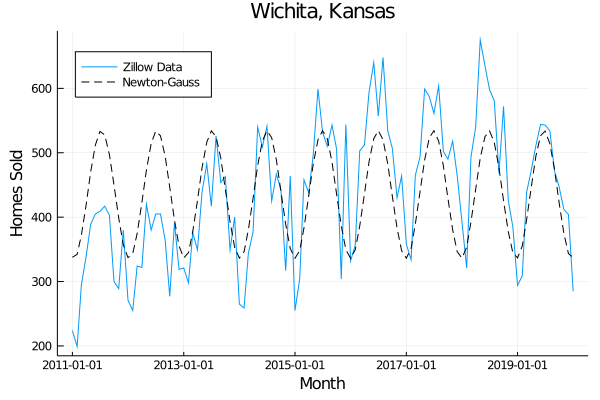 Wichita, Kansas
Zillow Data
Newton-Gauss
Homes Sold
600
500
400
300
200
2011-01-01 2013-01-01 2015-01-01 2017-01-01 2019-01-01
Month